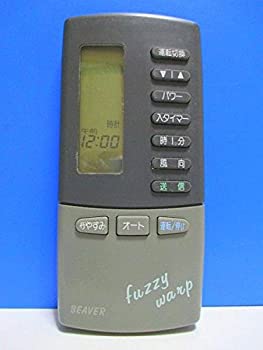 運転切換
▼ | ▲
パワー
入タイマー
時 | 分
風向
送信
時計
午前
12:00
おやすみ オート 運転/停止
fuzzy
warp
BEAVER